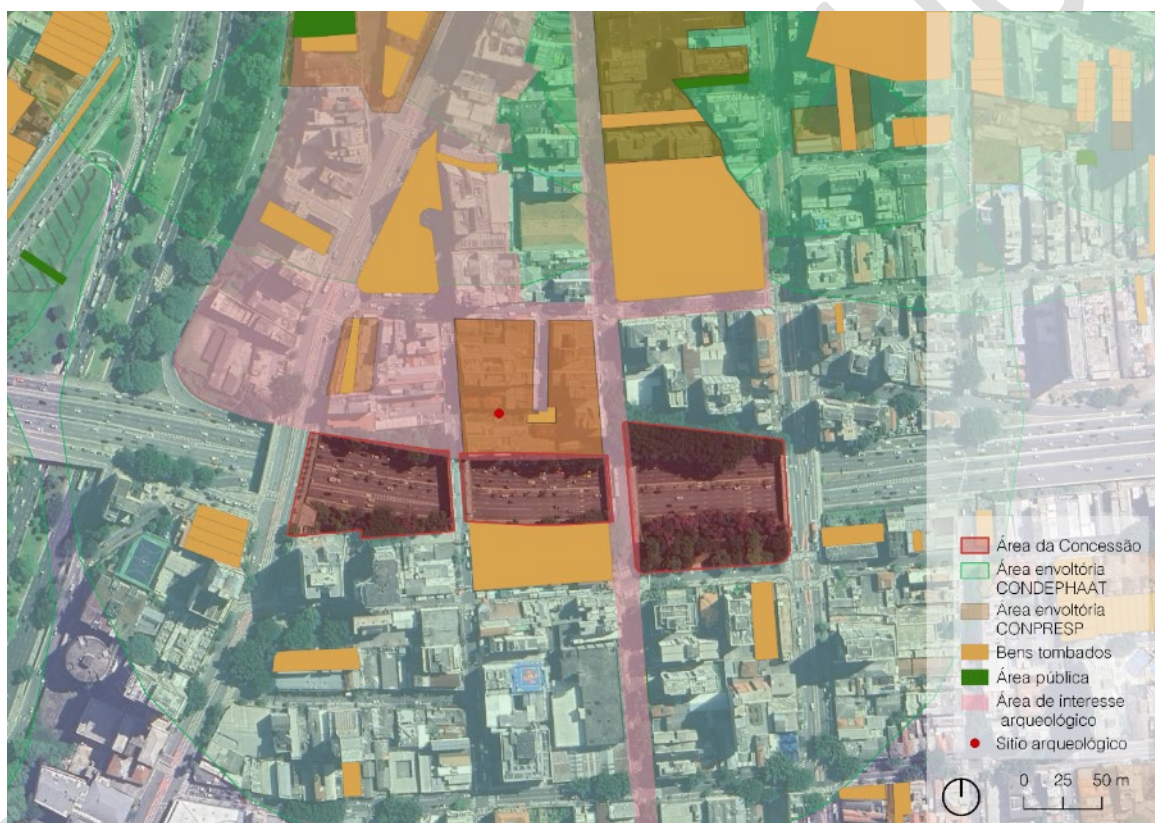 Área da Concessão
Área envoltória
CONDEPHAAT
Área envoltória
CONPRESP
Bens tombados
Área pública
Área de interesse
arqueológico
Sítio arqueológico
0 25 50 m